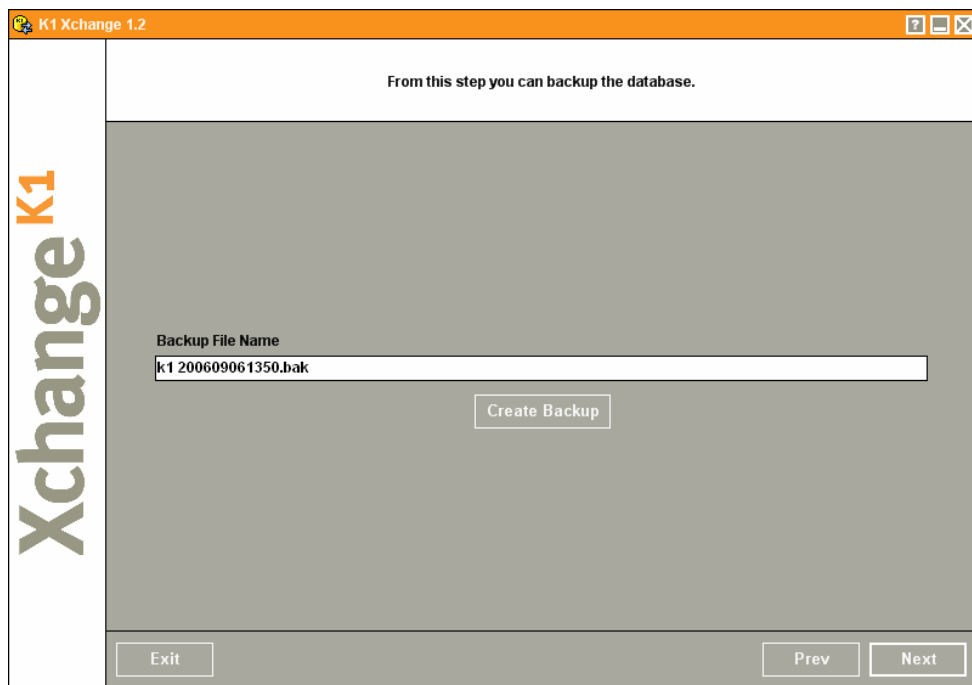 K1 Xchange 1.2
From this step you can backup the database.
Xchange K1
Backup File Name
k1 200609061350.bak
Create Backup
Exit
Prev
Next